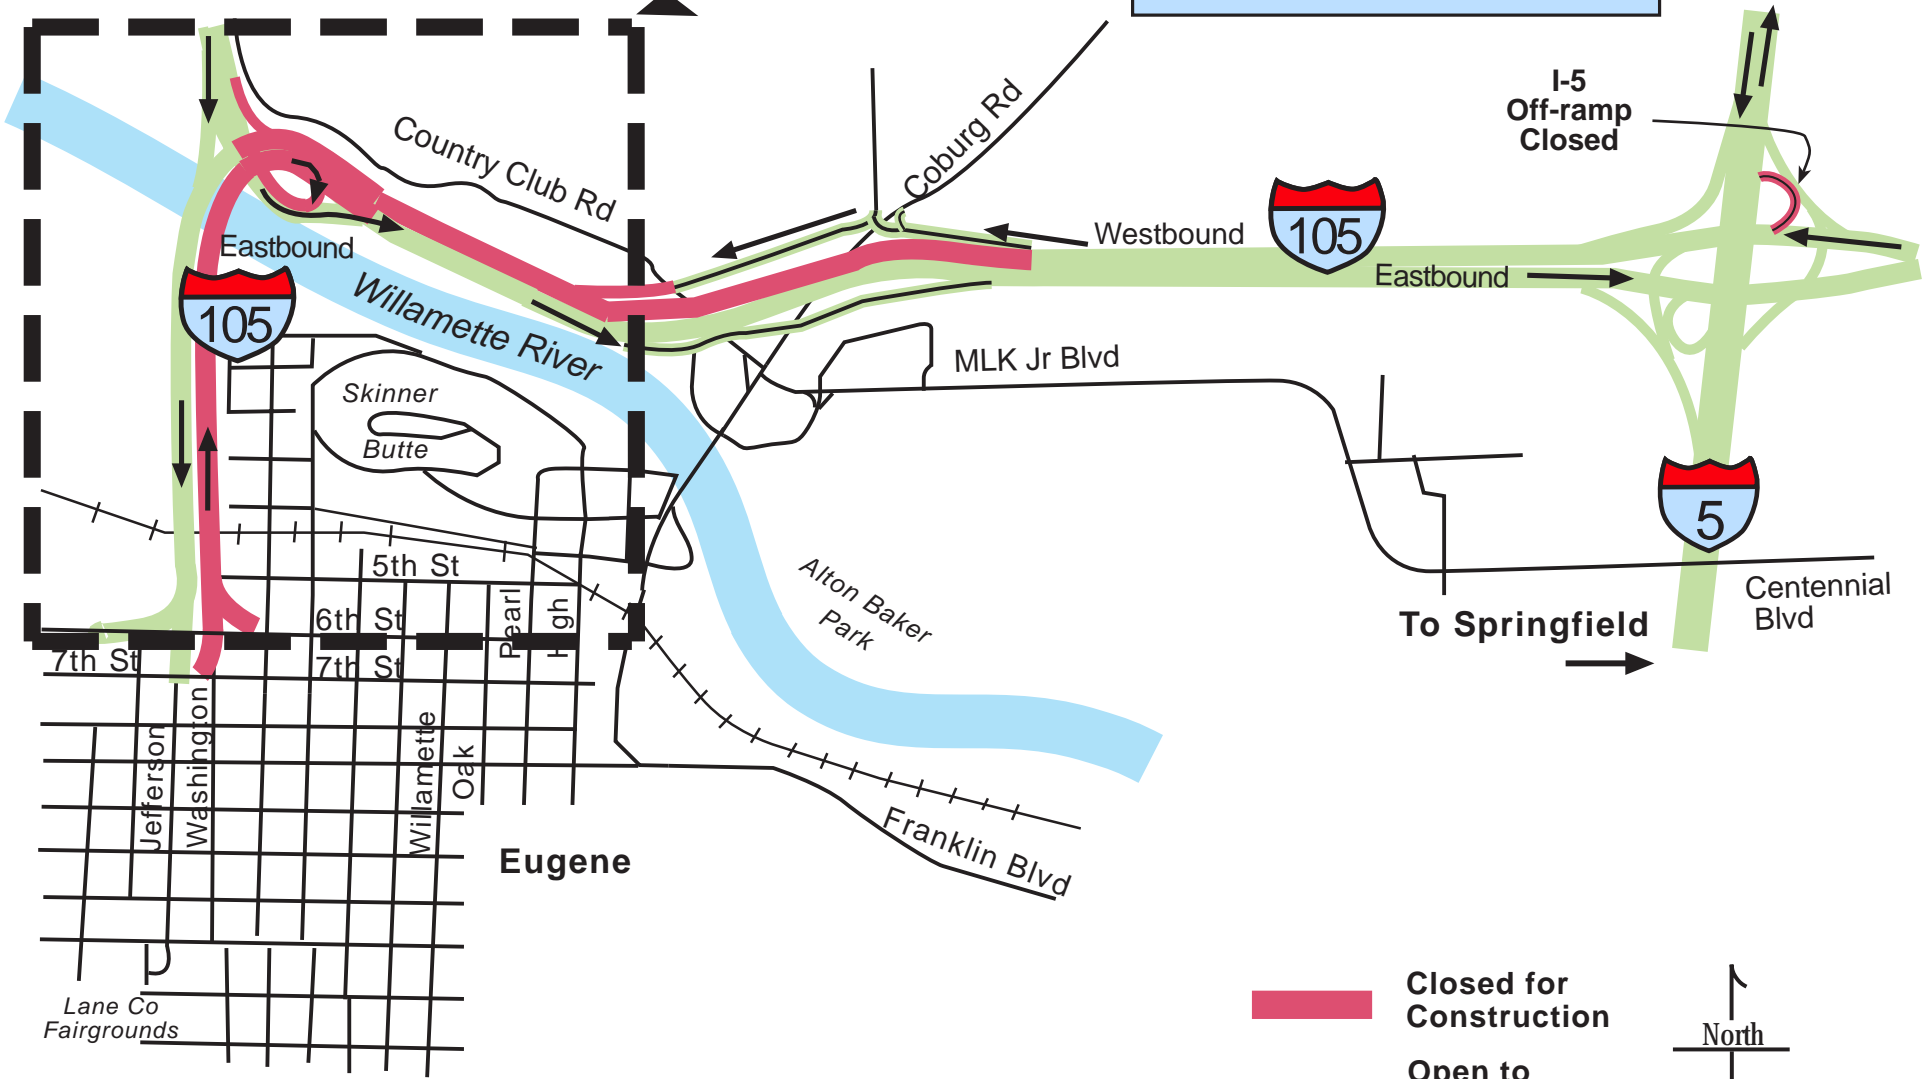 I-5
Off-ramp
Closed
Country Club Rd
Coburg Rd
Westbound
105
Eastbound
Eastbound
105
Willamette River
MLK Jr Blvd
Skinner
Butte
5
5th St
Alton Baker
Park
Centennial
Blvd
To Springfield
6th St
Pearl
High
7th St
7th St
Jefferson
Washington
Willamette
Oak
Eugene
Franklin Blvd
Lane Co
Fairgrounds
Closed for
Construction
North
Open to